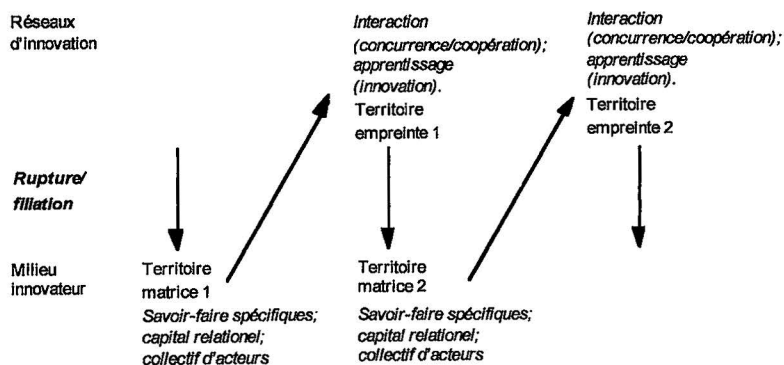 Réseaux
d'innovation
Interaction
(concurrence/coopération);
apprentissage
(innovation).
Territoire
empreinte 1
Interaction
(concurrence/coopération);
apprentissage
(innovation).
Territoire
empreinte 2
Rupture/
filiation
Milieu
innovateur
Territoire
matrice 1
Savoir-faire spécifiques;
capital relationel;
collectif d'acteurs
Territoire
matrice 2
Savoir-faire spécifiques;
capital relationel;
collectif d'acteurs